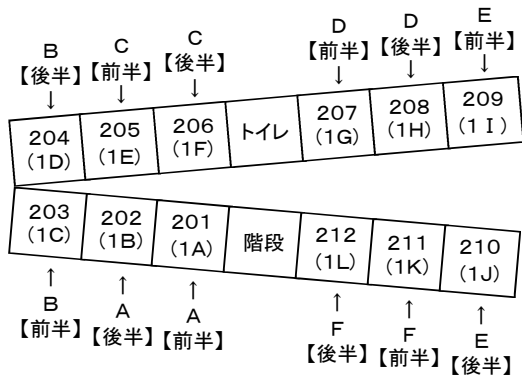 B
【後半】
↓
C
【前半】
↓
C
【後半】
↓
D
【前半】
↓
D
【後半】
↓
E
【前半】
↓
204
(1D)
205
(1E)
206
(1F)
トイレ
207
(1G)
208
(1H)
209
(1I)
203
(1C)
202
(1B)
201
(1A)
階段
212
(1L)
211
(1K)
210
(1J)
↑
B
【前半】
↑
A
【後半】
↑
A
【前半】
↑
F
【後半】
↑
F
【前半】
↑
E
【後半】